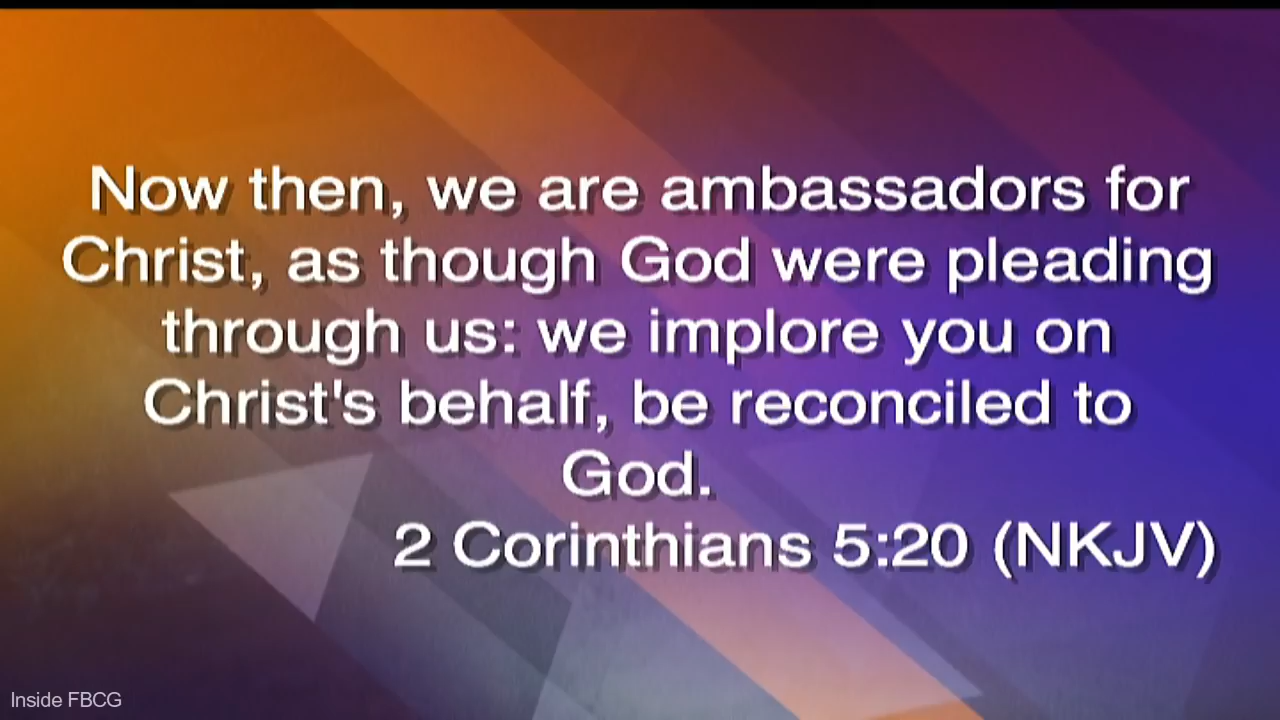 Now then, we are ambassadors for
Christ, as though God were pleading
through us: we implore you on
Christ's behalf, be reconciled to
God.
2 Corinthians 5:20 (NKJV)
Inside FBCG